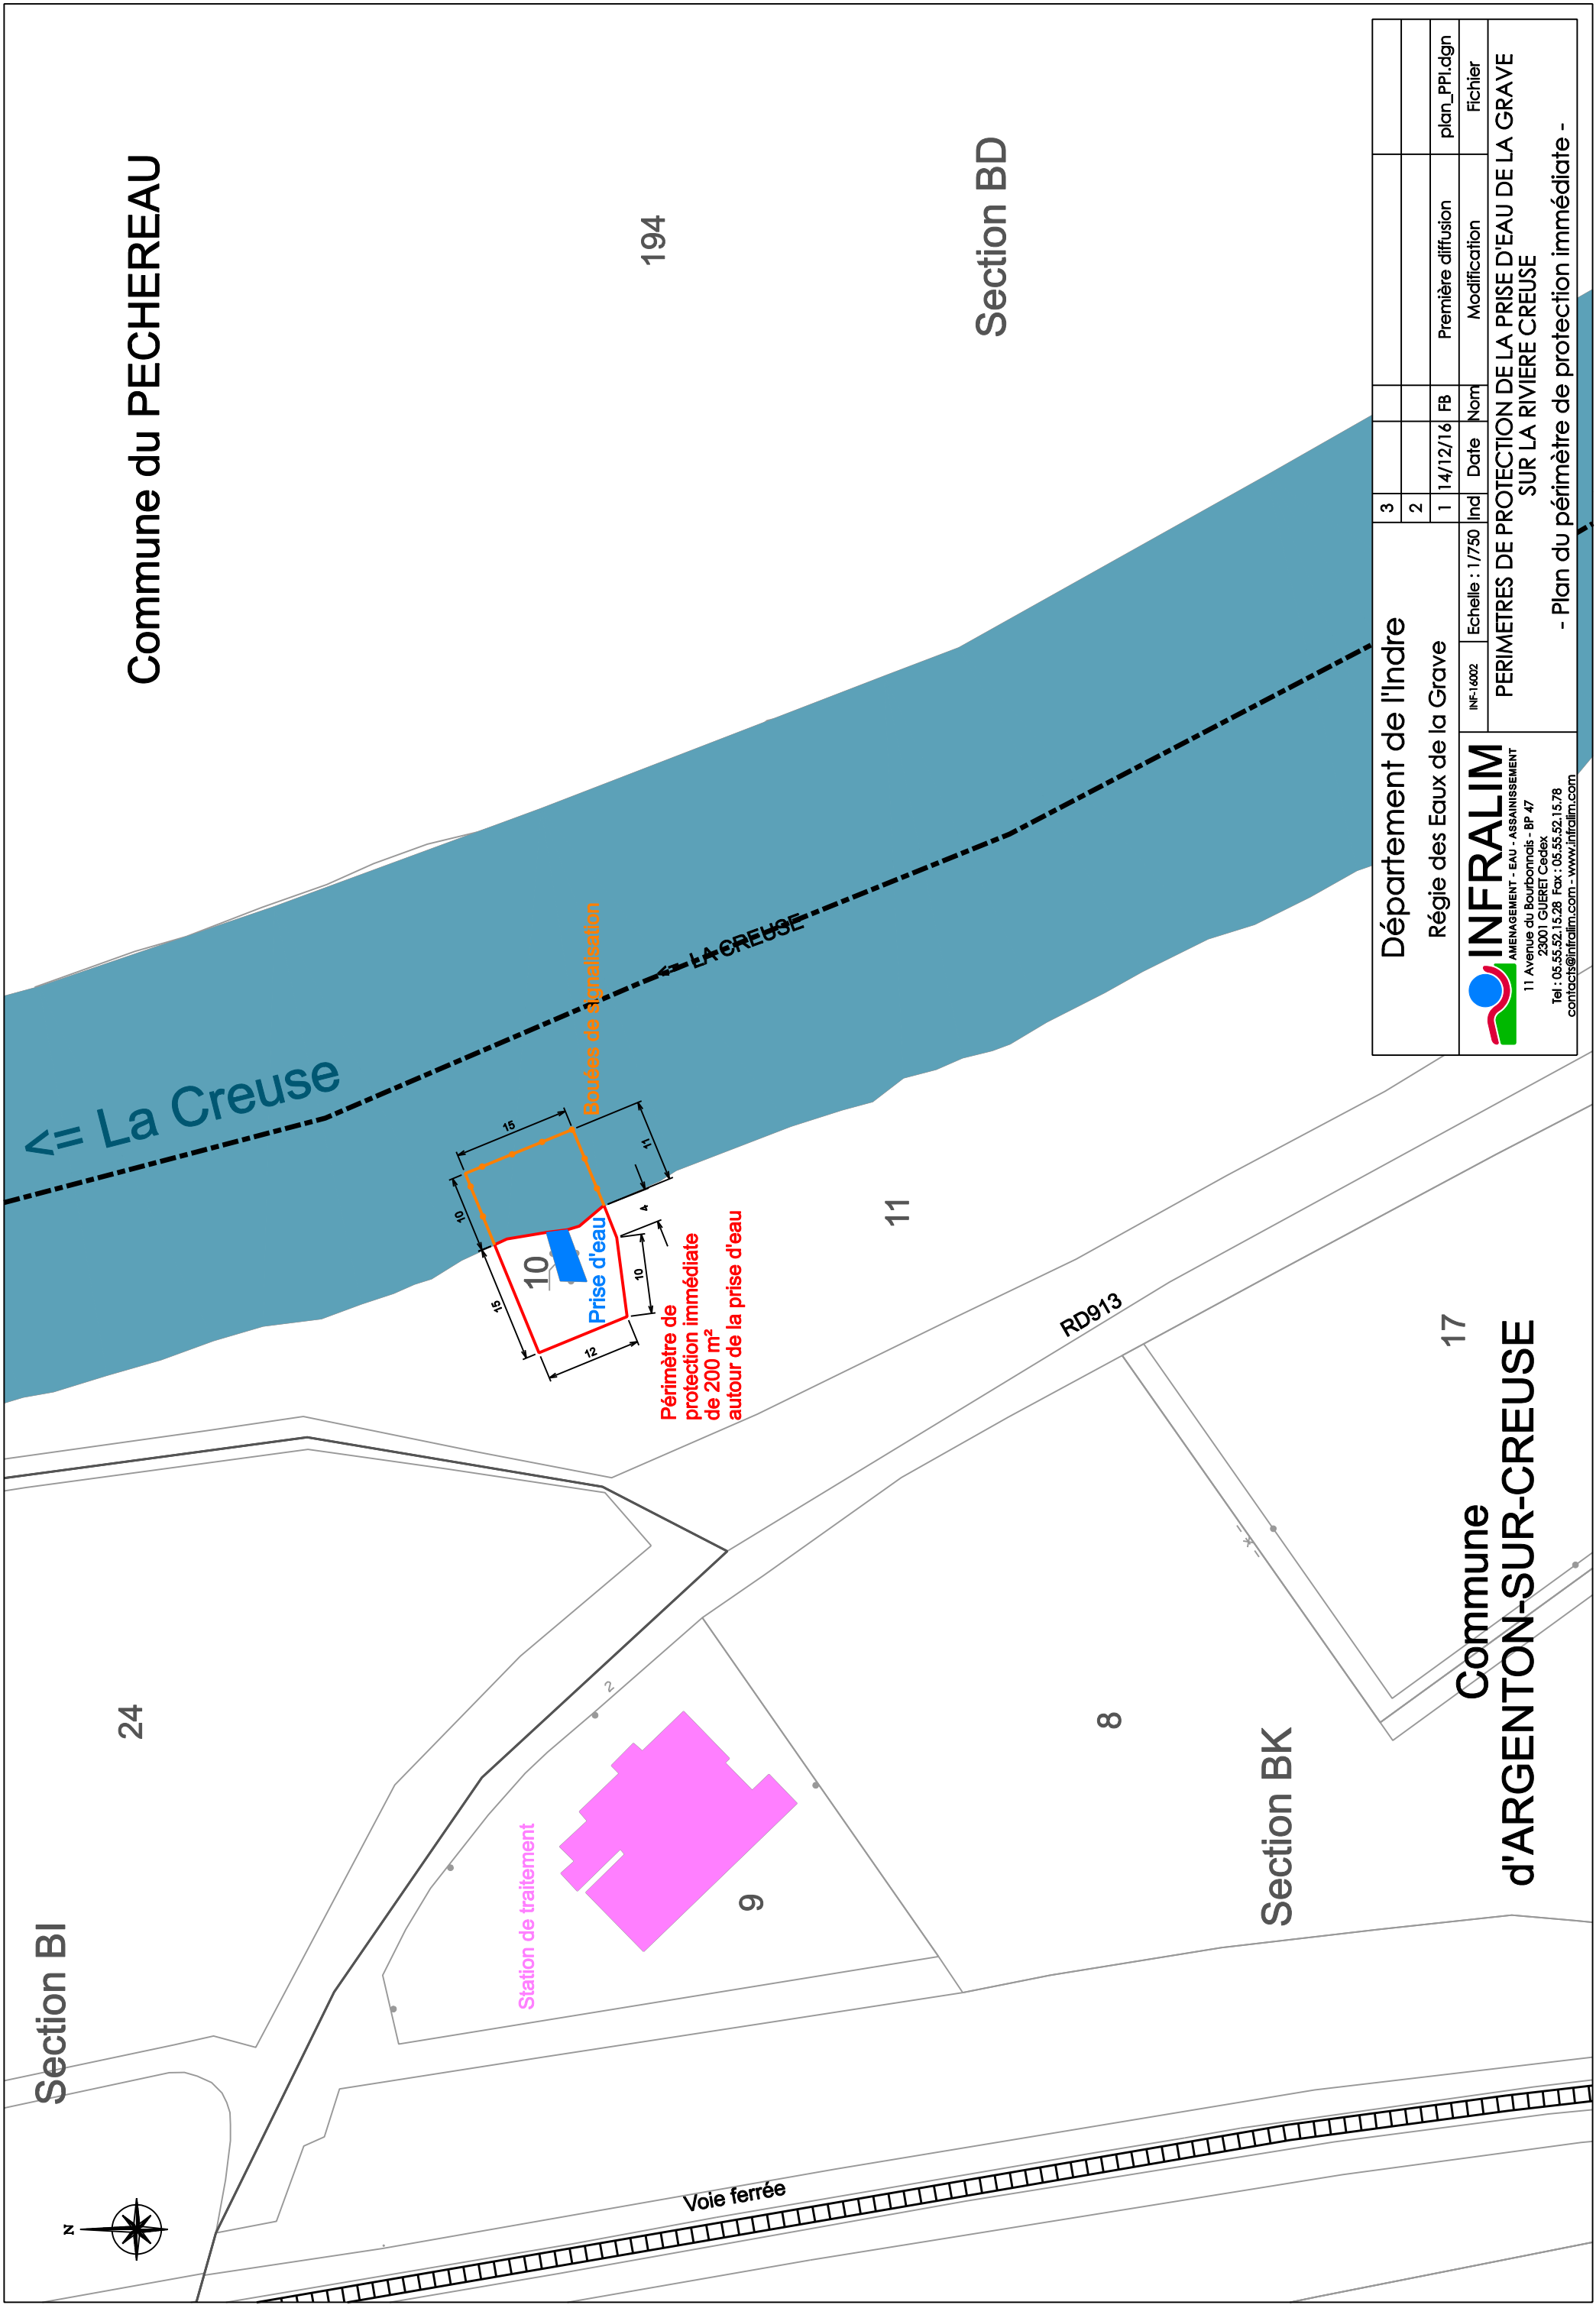 Section BI
24
N
Voie ferrée
Station de traitement
9
2
8
Section BK
Commune
d'ARGENTON-SUR-CREUSE
17
RD913
11
<= La Creuse
<= LA CREUSE
Bouées de signalisation
15
10
11
4
15
10
12
10
Prise d'eau
Périmètre de
protection immédiate
de 200 m²
autour de la prise d'eau
Commune du PECHEREAU
194
Section BD
Département de l'Indre
Régie des Eaux de la Grave
3
2
1 14/12/16 FB Première diffusion plan_PPI.dgn
INF-16002 Echelle : 1/750 Ind Date Nom Modification Fichier
INFRALIM
AMENAGEMENT - EAU - ASSAINISSEMENT
11 Avenue du Bourbonnais - BP 47
23001 GUERET Cedex
Tel : 05.55.52.15.28 Fax : 05.55.52.15.78
contacts@infralim.com - www.infralim.com
PERIMETRES DE PROTECTION DE LA PRISE D'EAU DE LA GRAVE
SUR LA RIVIERE CREUSE
- Plan du périmètre de protection immédiate -